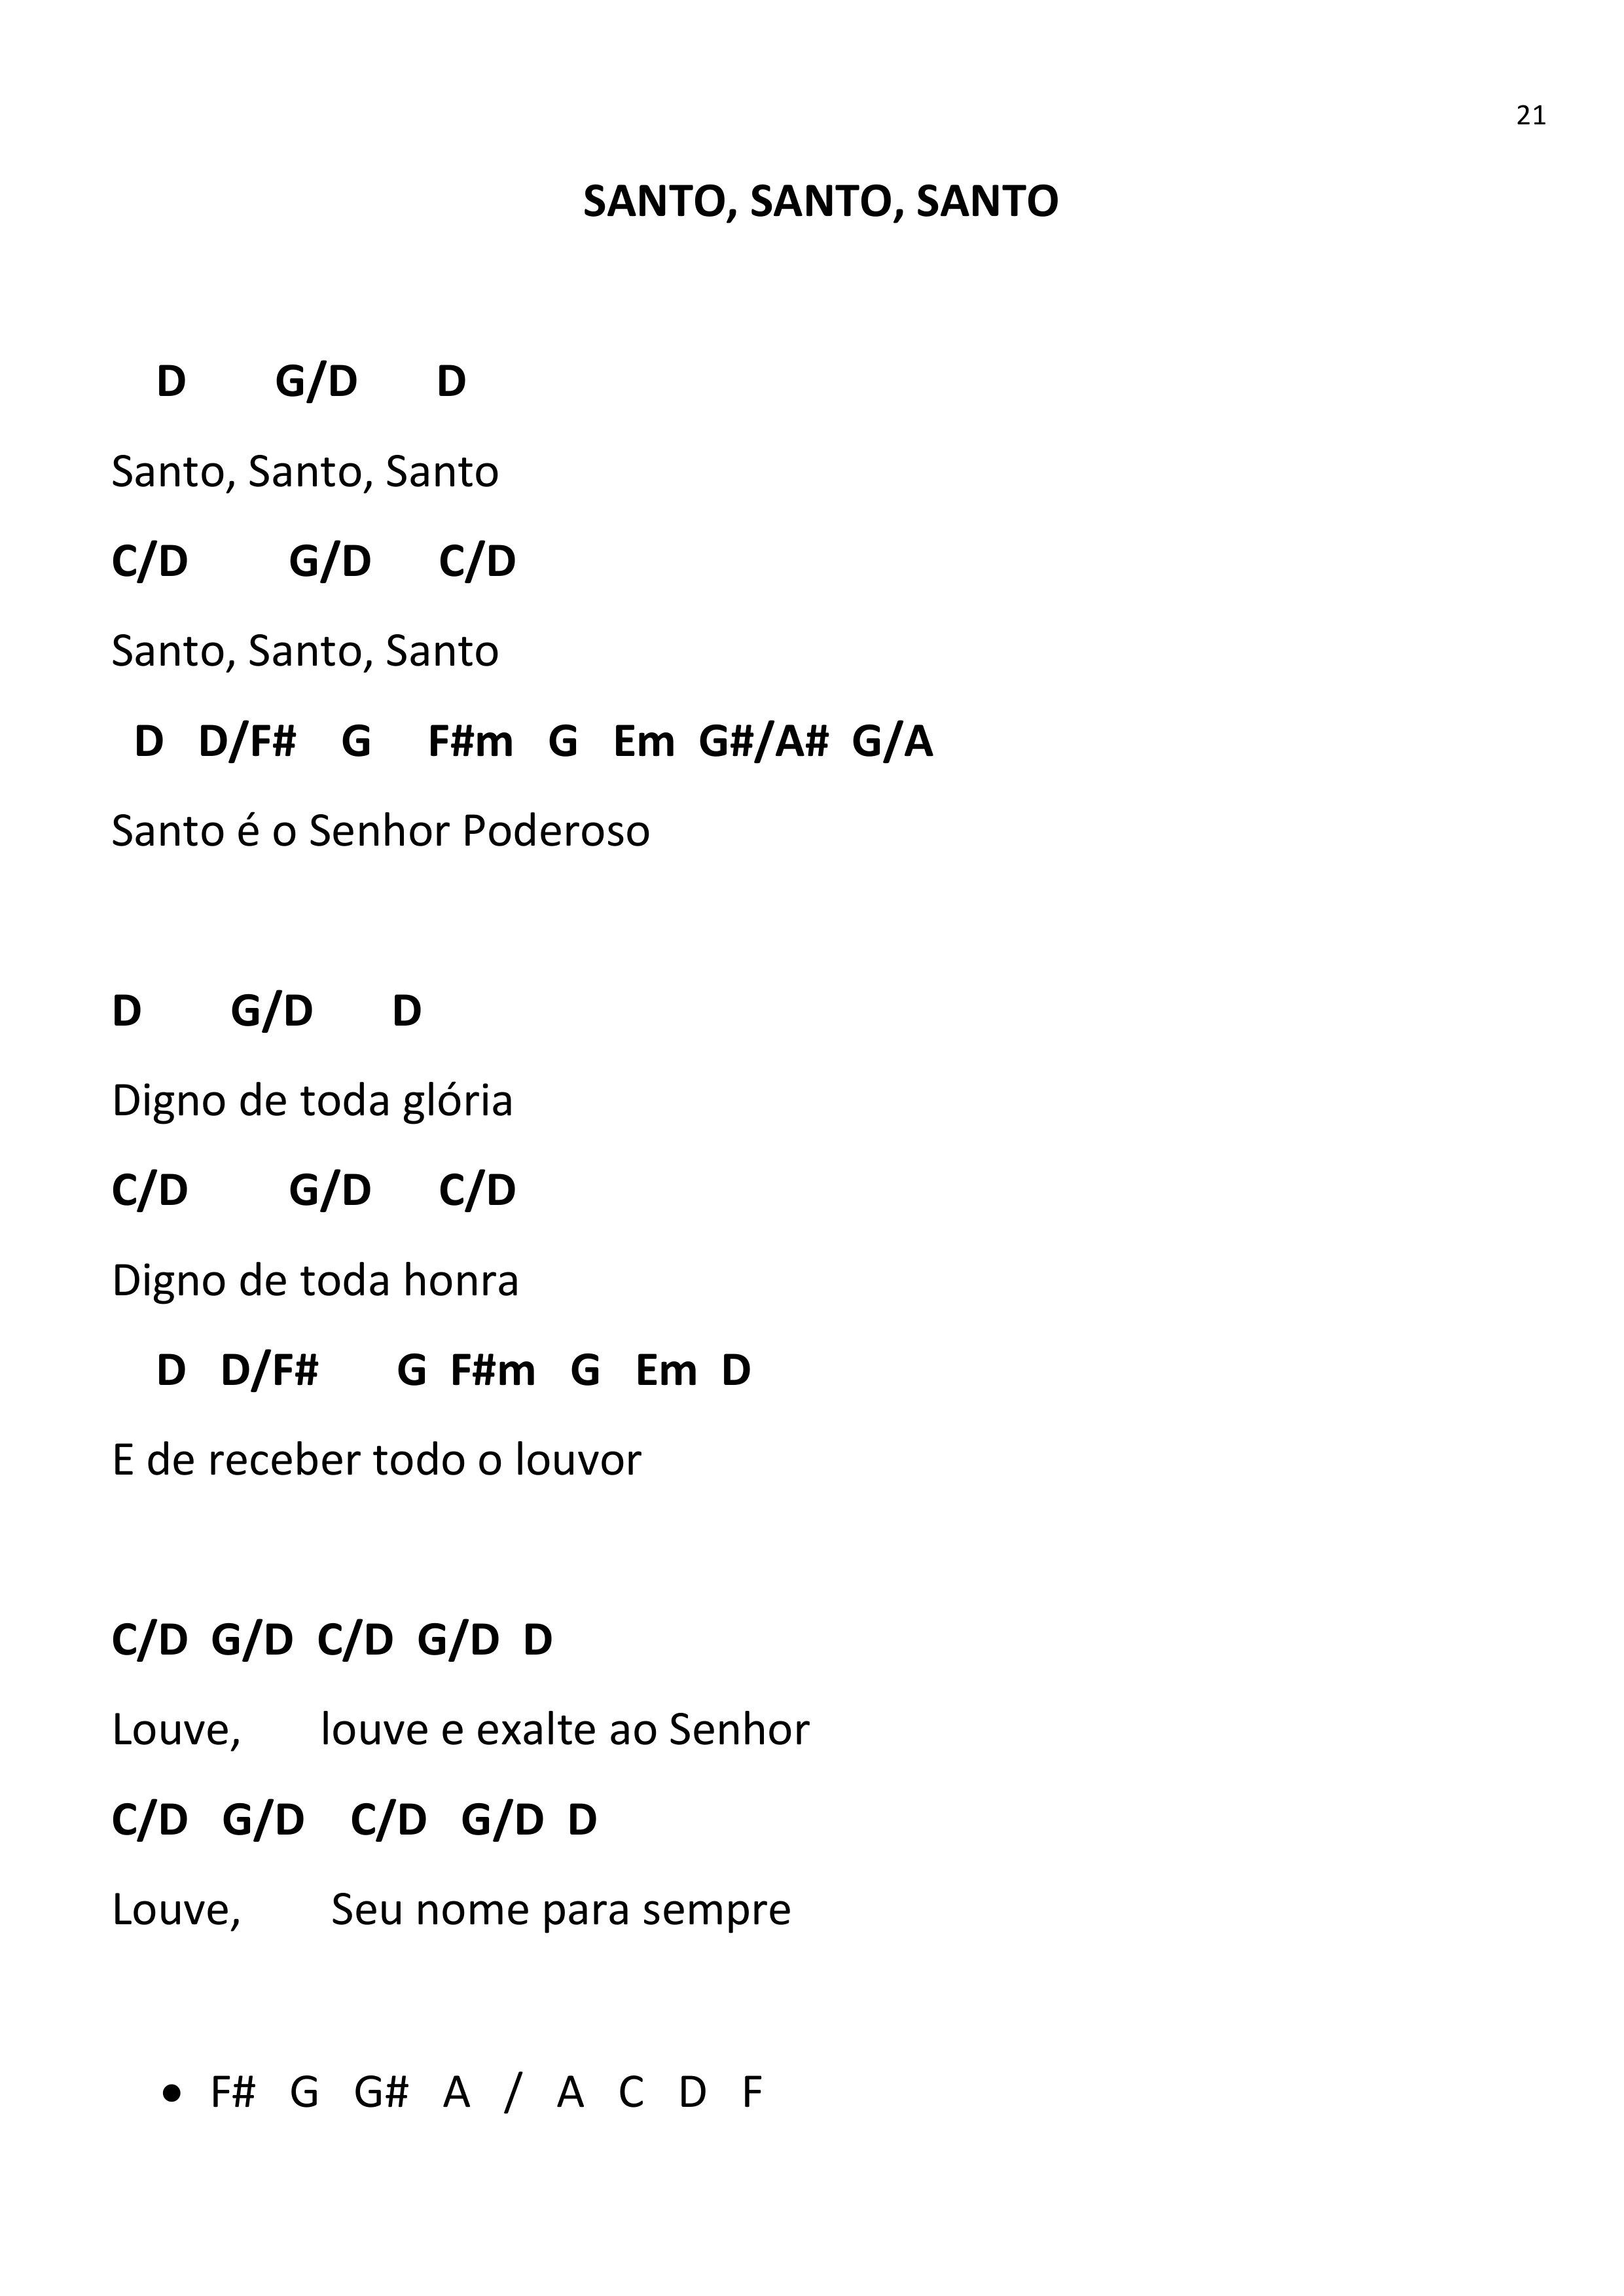 21
SANTO, SANTO, SANTO
D G/D D
Santo, Santo, Santo
C/D G/D C/D
Santo, Santo, Santo
D D/F# G F#m G Em G#/A# G/A
Santo é o Senhor Poderoso
D G/D D
Digno de toda glória
C/D G/D C/D
Digno de toda honra
D D/F# G F#m G Em D
E de receber todo o louvor
C/D G/D C/D G/D D
Louve, louve e exalte ao Senhor
C/D G/D C/D G/D D
Louve, Seu nome para sempre
• F# G G# A / A C D F